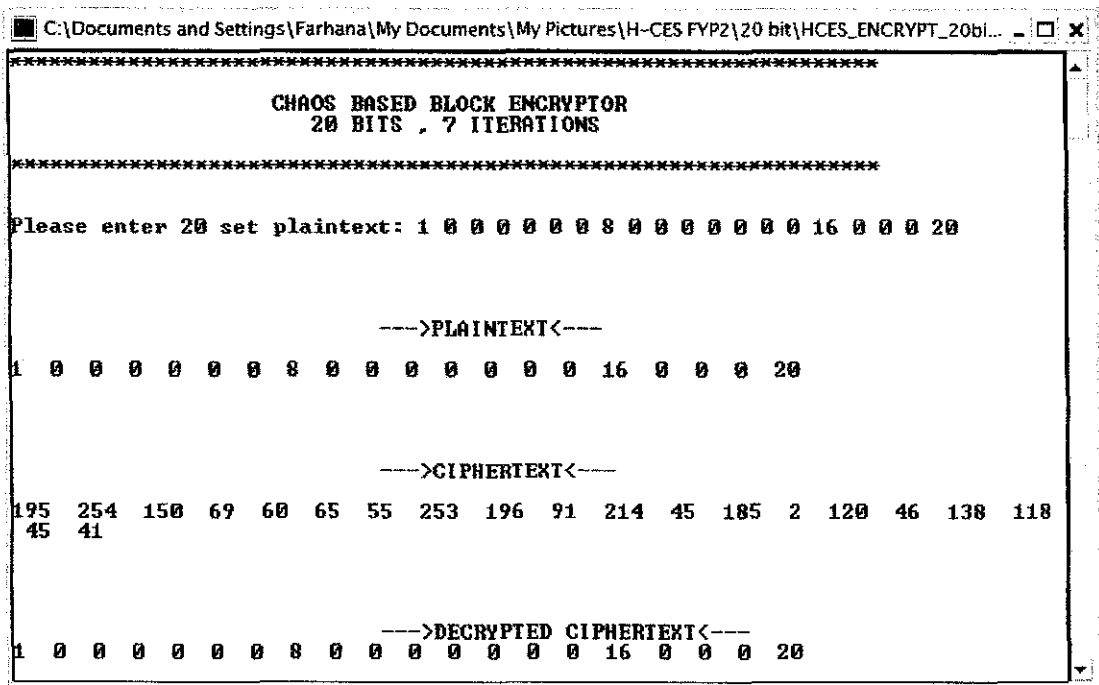 C:\Documents and Settings\Farhana\My Documents\My Pictures\H-CES FYP2\20 bit\HCES_ENCRYPT_20bi...
******************************************************************
CHAOS BASED BLOCK ENCRYPTOR
20 BITS , 7 ITERATIONS
******************************************************************
Please enter 20 set plaintext: 1 0 0 0 0 0 0 8 0 0 0 0 0 0 0 16 0 0 0 20
--->PLAINTEXT<---
1 0 0 0 0 0 0 8 0 0 0 0 0 0 0 16 0 0 0 20
--->CIPHERTEXT<---
195 254 150 69 60 65 55 253 196 91 214 45 185 2 120 46 138 118
45 41
--->DECRYPTED CIPHERTEXT<---
1 0 0 0 0 0 0 8 0 0 0 0 0 0 0 16 0 0 0 20